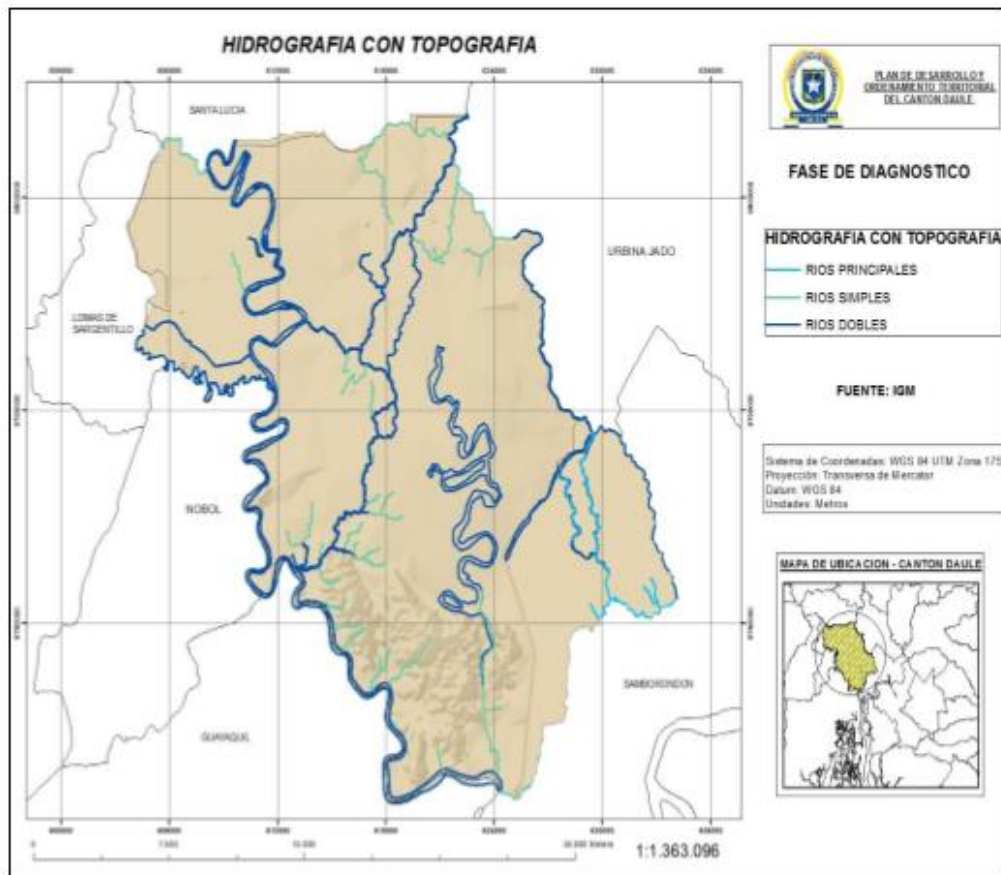 HIDROGRAFIA CON TOPOGRAFIA
SANTA LUCIA
URBINA JADO
LOMAS DE
SARGENTILLO
NOBOL
SAMBORONDON
GUAYAQUIL
1:1.363.096
PLAN DE DESARROLLO Y
ORDENAMIENTO TERRITORIAL
DEL CANTON DAULE
FASE DE DIAGNOSTICO
HIDROGRAFIA CON TOPOGRAFIA
RIOS PRINCIPALES
RIOS SIMPLES
RIOS DOBLES
FUENTE: IGM
Sistema de Coordenadas: WGS 84 UTM Zona 17S
Proyección: Transversa de Mercator
Datum: WGS 84
Unidades: Metros
MAPA DE UBICACION - CANTON DAULE